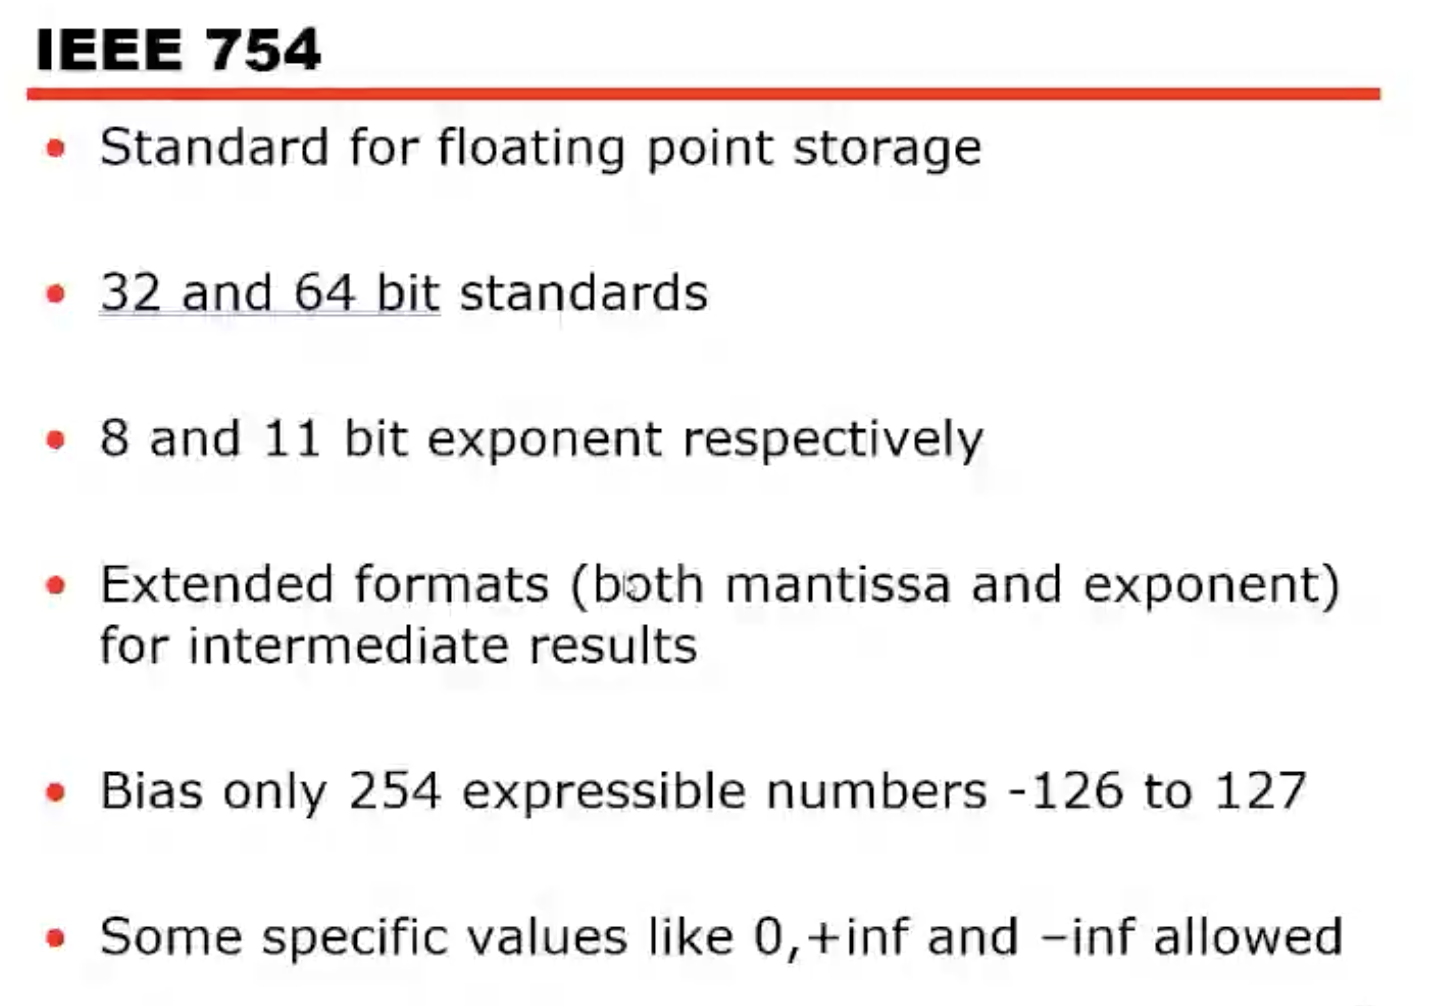 IEEE 754
• Standard for floating point storage
• 32 and 64 bit standards
• 8 and 11 bit exponent respectively
• Extended formats (both mantissa and exponent)
for intermediate results
• Bias only 254 expressible numbers -126 to 127
• Some specific values like 0,+inf and –inf allowed